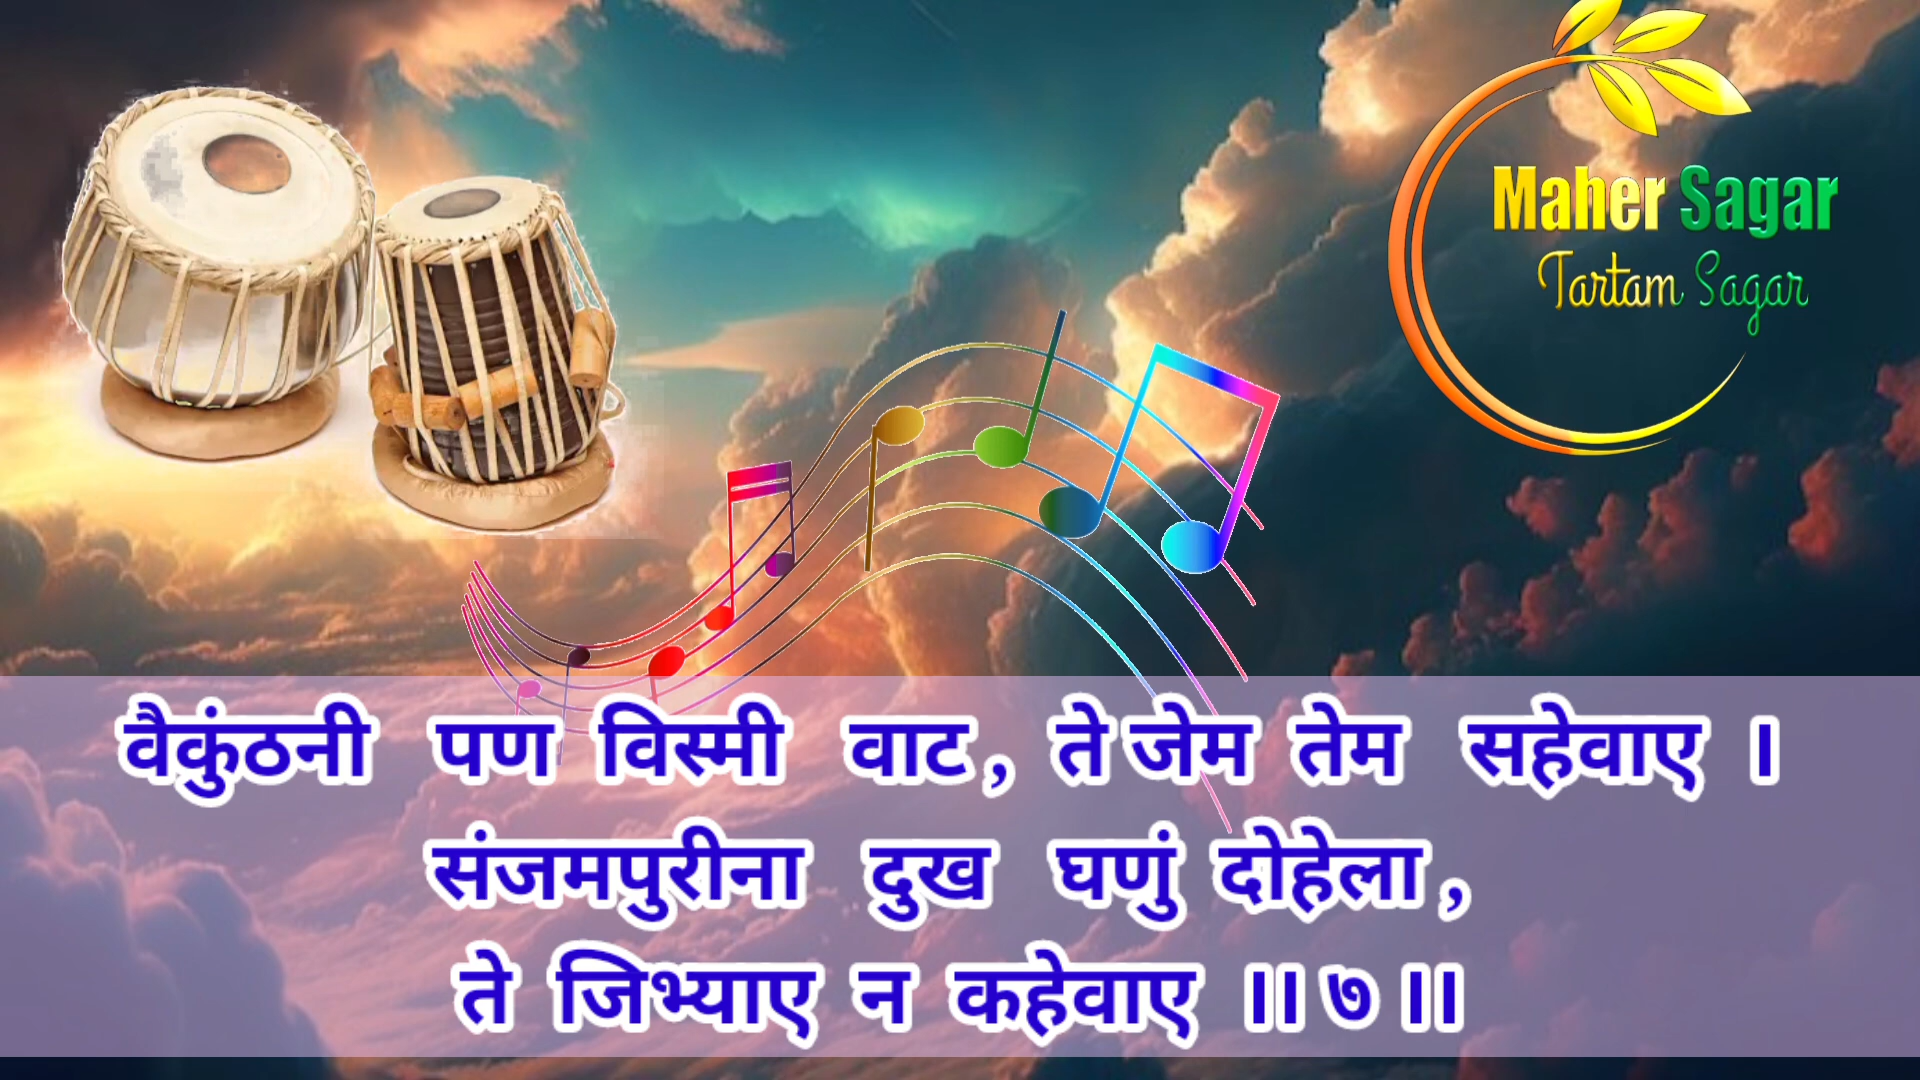 Maher Sagar
Tartam Sagar
वैकुंठनी पण विस्मी वाट, ते जेम तेम सहेवाए ।
संजमपुरीना दुख घणुं दोहेला,
ते जिभ्याए न कहेवाए ॥ ७ ॥